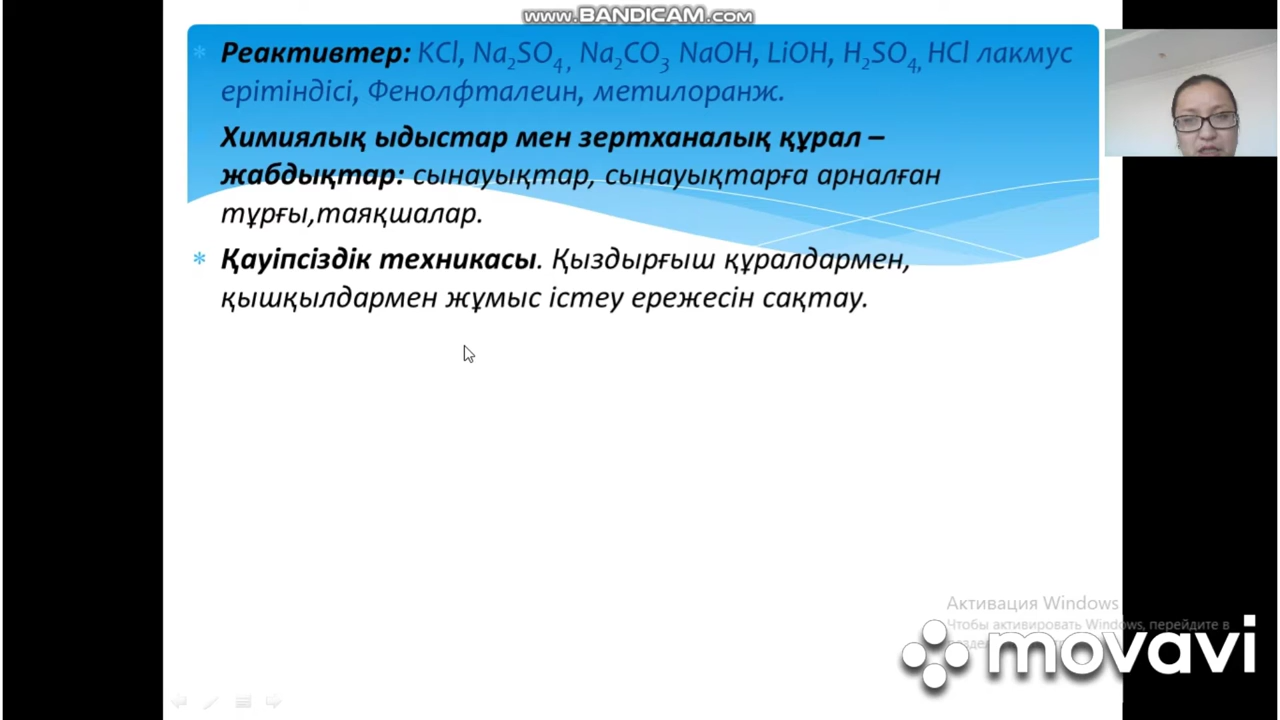 www.BANDICAM.com
Реактивтер: KCl, Na₂SO₄, Na₂CO₃ NaOH, LiOH, H₂SO₄, HCl лакмус
ерітіндісі, Фенолфталеин, метилоранж.
Химиялық ыдыстар мен зертханалық құрал –
жабдықтар: сынауықтар, сынауықтарға арналған
тұрғы,таяқшалар.
Қауіпсіздік техникасы. Қыздырғыш құралдармен,
қышқылдармен жұмыс істеу ережесін сақтау.
Активация Windows
Чтобы активировать Windows, перейдите в
movavi